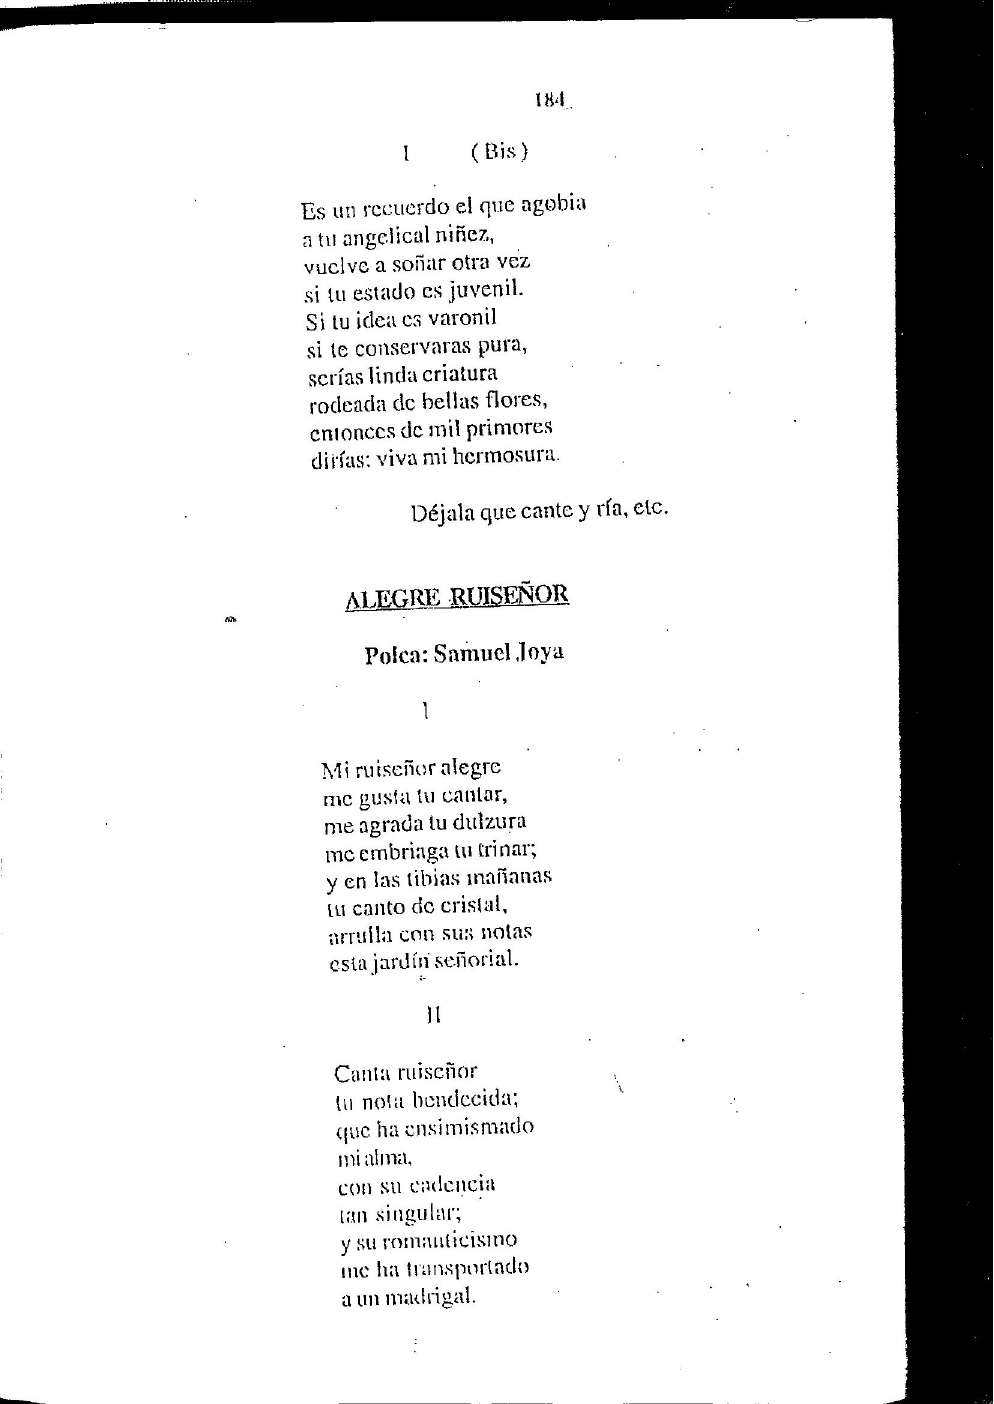 184
I (Bis)
Es un recuerdo el que agobia
a tu angelical niñez,
vuelve a soñar otra vez
si tu estado es juvenil.
Si tu idea es varonil
si te conservaras pura,
serías linda criatura
rodeada de bellas flores,
entonces de mil primores
dirías: viva mi hermosura.
Déjala que cante y ría, etc.
ALEGRE RUISEÑOR
Polca: Samuel Joya
I
Mi ruiseñor alegre
me gusta tu cantar,
me agrada tu dulzura
me embriaga tu trinar;
y en las tibias mañanas
tu canto de cristal,
arrulla con sus notas
esta jardín señorial.
II
Canta ruiseñor
tu nota bendecida;
que ha ensimismado
mi alma,
con su cadencia
tan singular;
y su romanticismo
me ha transportado
a un madrigal.